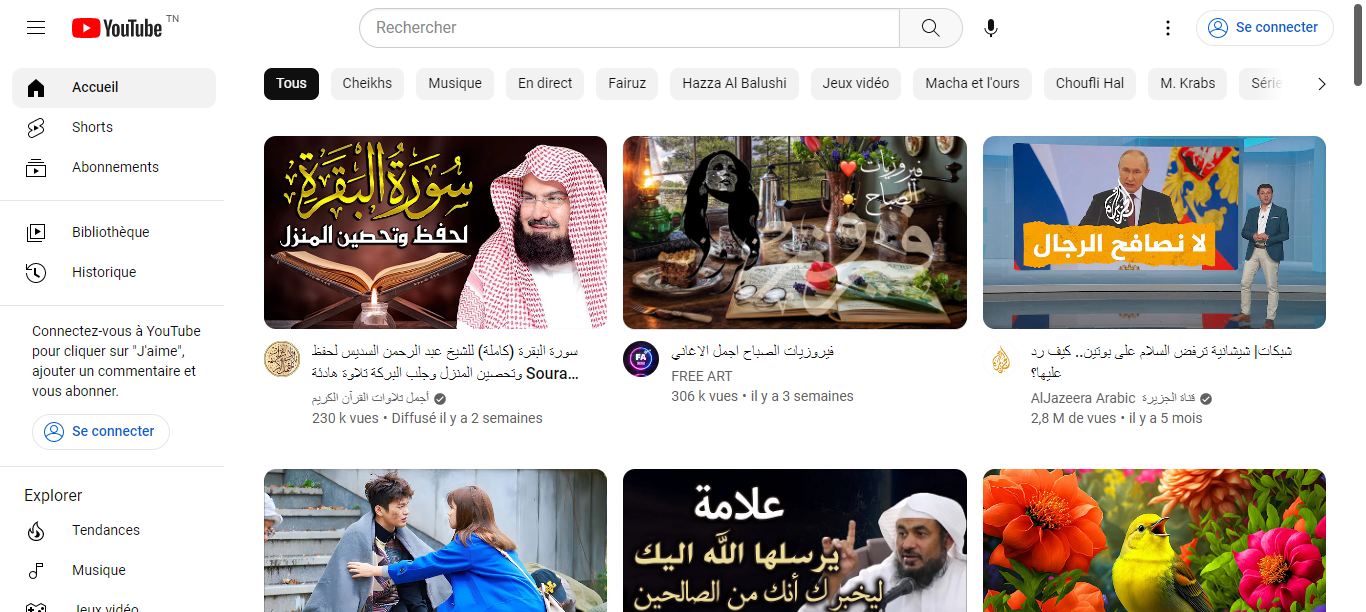 YouTube TN
Rechercher
Se connecter
Accueil
Shorts
Abonnements
Bibliothèque
Historique
Connectez-vous à YouTube
pour cliquer sur "J'aime",
ajouter un commentaire et
vous abonner.
Se connecter
Explorer
Tendances
Musique
Jeux vidéo
Tous
Cheikhs
Musique
En direct
Fairuz
Hazza Al Balushi
Jeux vidéo
Macha et l'ours
Choufli Hal
M. Krabs
Série
سورة البقرة
لحفظ وتحصين المنزل
سورة البقرة (كاملة) للشيخ عبد الرحمن السديس لحفظ
وتحصين المنزل وجلب البركة تلاوة هادئة Soura...
أجمل تلاوات القرآن الكريم
230 k vues • Diffusé il y a 2 semaines
فيروزيات
الصباح
FA
فيروزيات الصباح اجمل الاغاني
FREE ART
306 k vues • il y a 3 semaines
لا نصافح الرجال
شبكات| شيشانية ترفض السلام على بوتين.. كيف رد
عليها؟
AlJazeera Arabic قناة الجزيرة
2,8 M de vues • il y a 5 mois
علامة
يرسلها الله اليك
ليخبرك أنك من الصالحين